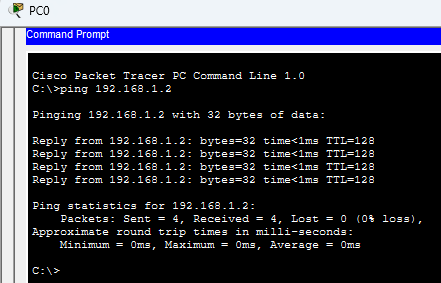 PC0
Command Prompt
Cisco Packet Tracer PC Command Line 1.0
C:\>ping 192.168.1.2
Pinging 192.168.1.2 with 32 bytes of data:
Reply from 192.168.1.2: bytes=32 time<1ms TTL=128
Reply from 192.168.1.2: bytes=32 time<1ms TTL=128
Reply from 192.168.1.2: bytes=32 time<1ms TTL=128
Reply from 192.168.1.2: bytes=32 time<1ms TTL=128
Ping statistics for 192.168.1.2:
Packets: Sent = 4, Received = 4, Lost = 0 (0% loss),
Approximate round trip times in milli-seconds:
Minimum = 0ms, Maximum = 0ms, Average = 0ms
C:\>